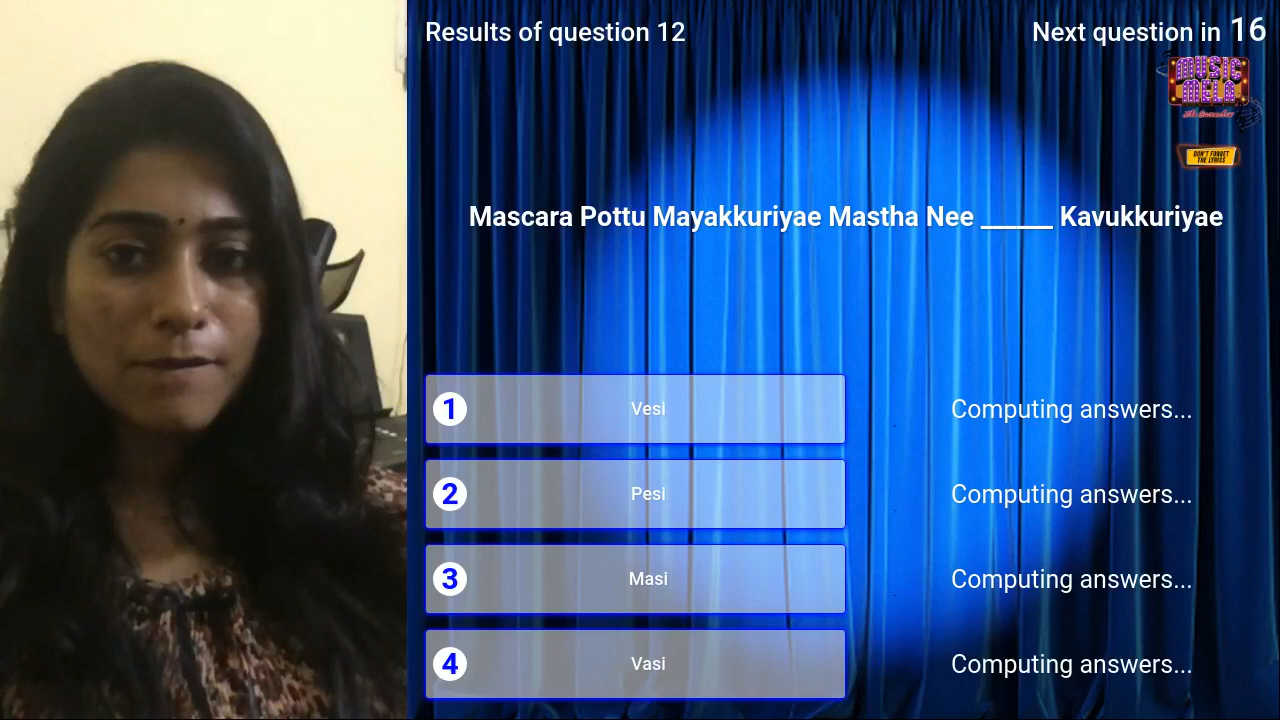 Results of question 12
Next question in 16
MUSIC
MELA
DON'T FORGET
THE LYRICS
Mascara Pottu Mayakkuriyae Mastha Nee ______ Kavukkuriyae
1 Vesi Computing answers...
2 Pesi Computing answers...
3 Masi Computing answers...
4 Vasi Computing answers...